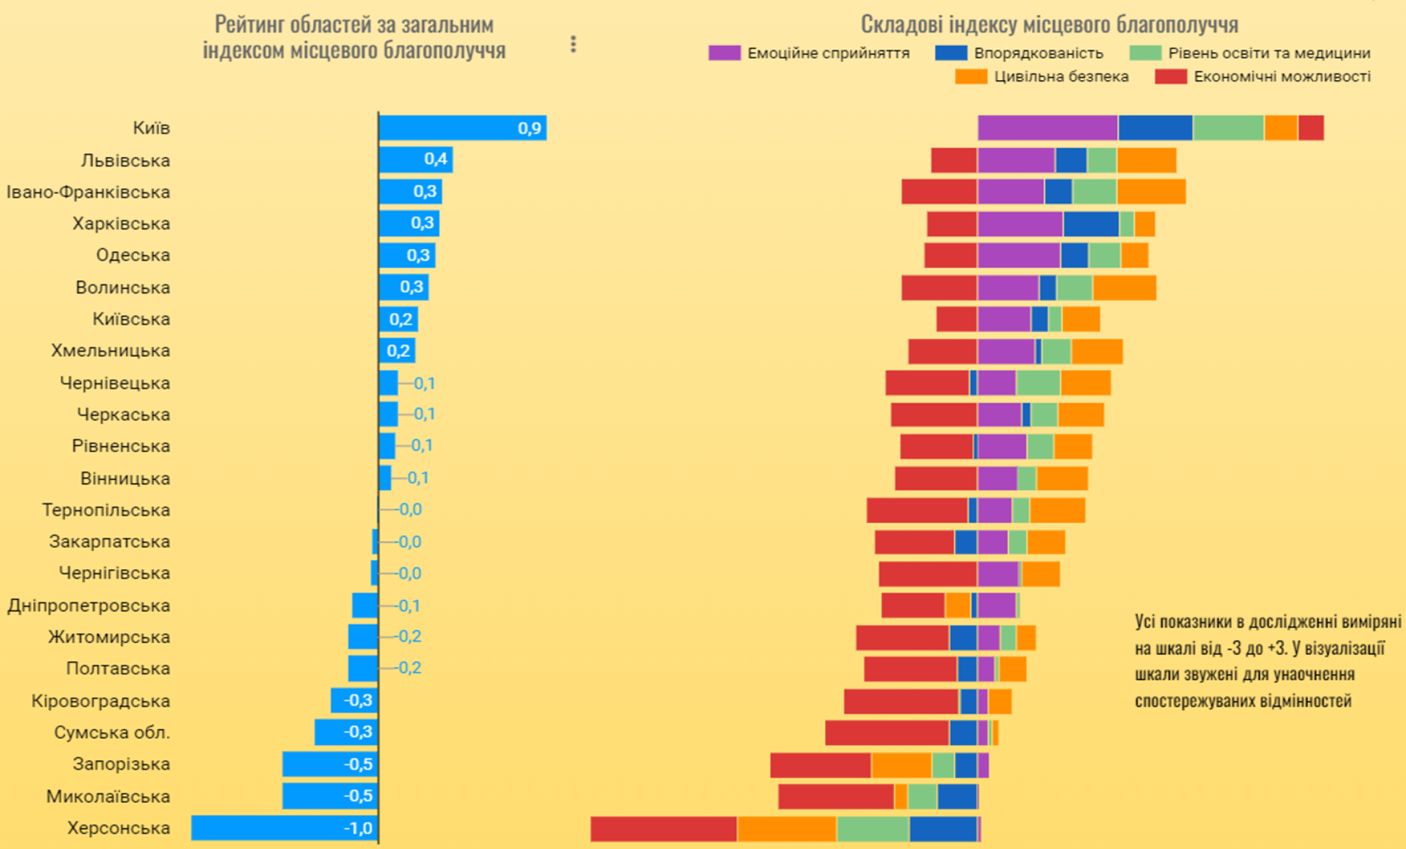 Рейтинг областей за загальним
індексом місцевого благополуччя
Складові індексу місцевого благополуччя
Емоційне сприйняття Впорядкованість Рівень освіти та медицини
Цивільна безпека Економічні можливості
Київ 0,9
Львівська 0,4
Івано-Франківська 0,3
Харківська 0,3
Одеська 0,3
Волинська 0,3
Київська 0,2
Хмельницька 0,2
Чернівецька 0,1
Черкаська 0,1
Рівненська 0,1
Вінницька 0,1
Тернопільська -0,0
Закарпатська -0,0
Чернігівська -0,0
Дніпропетровська -0,1
Житомирська -0,2
Полтавська -0,2
Кіровоградська -0,3
Сумська обл. -0,3
Запорізька -0,5
Миколаївська -0,5
Херсонська -1,0
Усі показники в дослідженні виміряні
на шкалі від -3 до +3. У візуалізації
шкали звужені для унаочнення
спостережуваних відмінностей